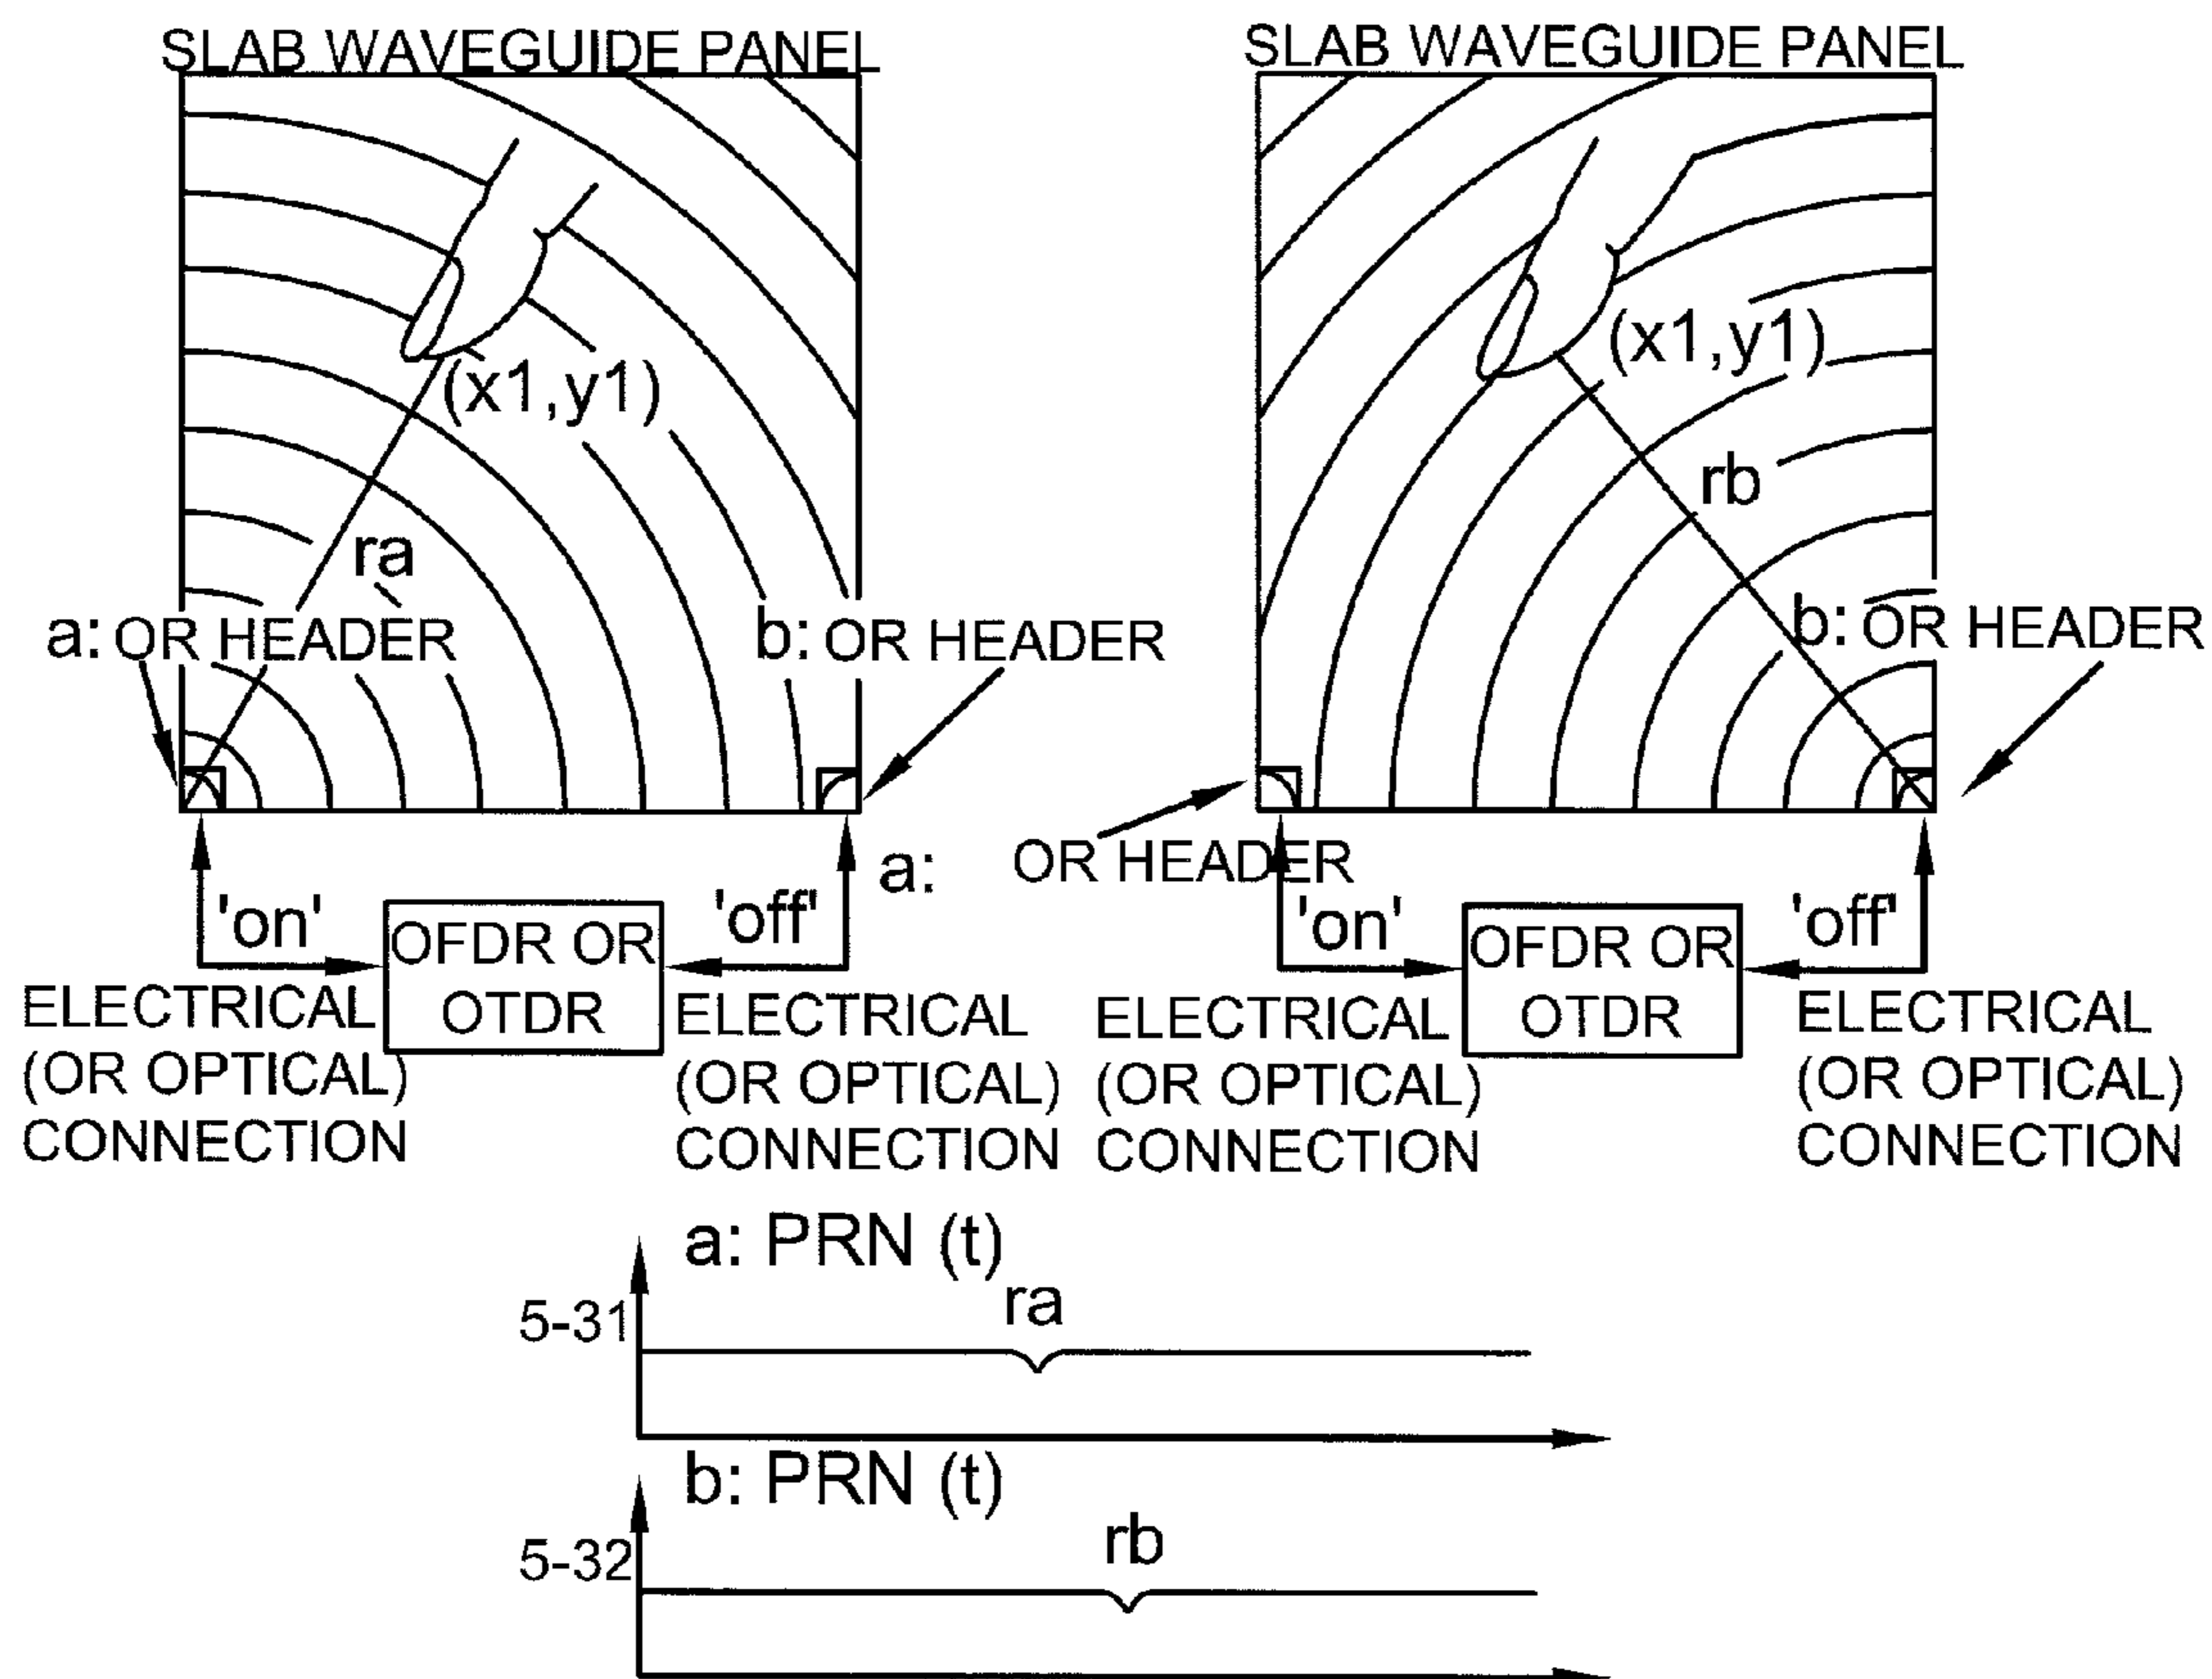 SLAB WAVEGUIDE PANEL
(x1,y1)
ra
a: OR HEADER
b: OR HEADER
'on'
'off'
OFDR OR
OTDR
ELECTRICAL
(OR OPTICAL)
CONNECTION
ELECTRICAL
(OR OPTICAL)
CONNECTION
SLAB WAVEGUIDE PANEL
(x1,y1)
rb
b: OR HEADER
a: OR HEADER
'on'
'off'
OFDR OR
OTDR
ELECTRICAL
(OR OPTICAL)
CONNECTION
ELECTRICAL
(OR OPTICAL)
CONNECTION
a: PRN (t)
ra
5-31
b: PRN (t)
rb
5-32